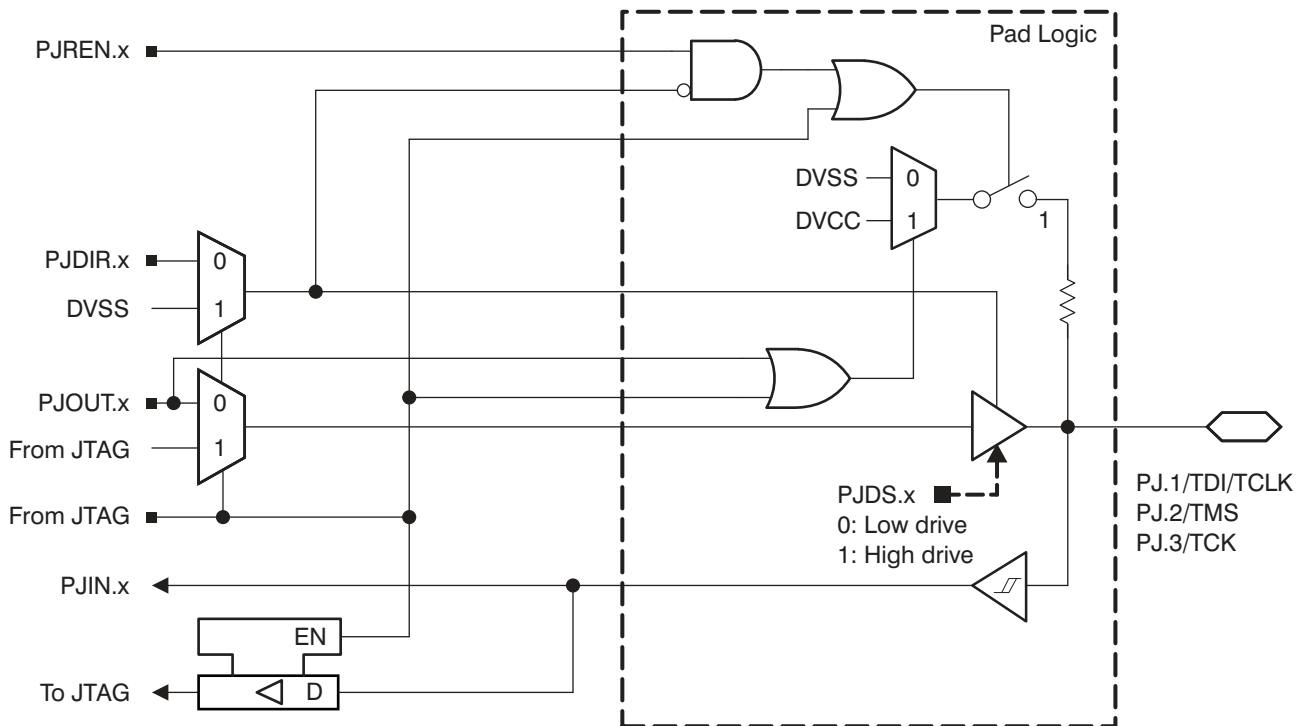 Pad Logic
PJREN.x
DVSS
0
DVCC
1
1
PJDIR.x
0
DVSS
1
PJOUT.x
0
From JTAG
1
PJDS.x
0: Low drive
1: High drive
PJ.1/TDI/TCLK
PJ.2/TMS
PJ.3/TCK
From JTAG
PJIN.x
EN
To JTAG
D